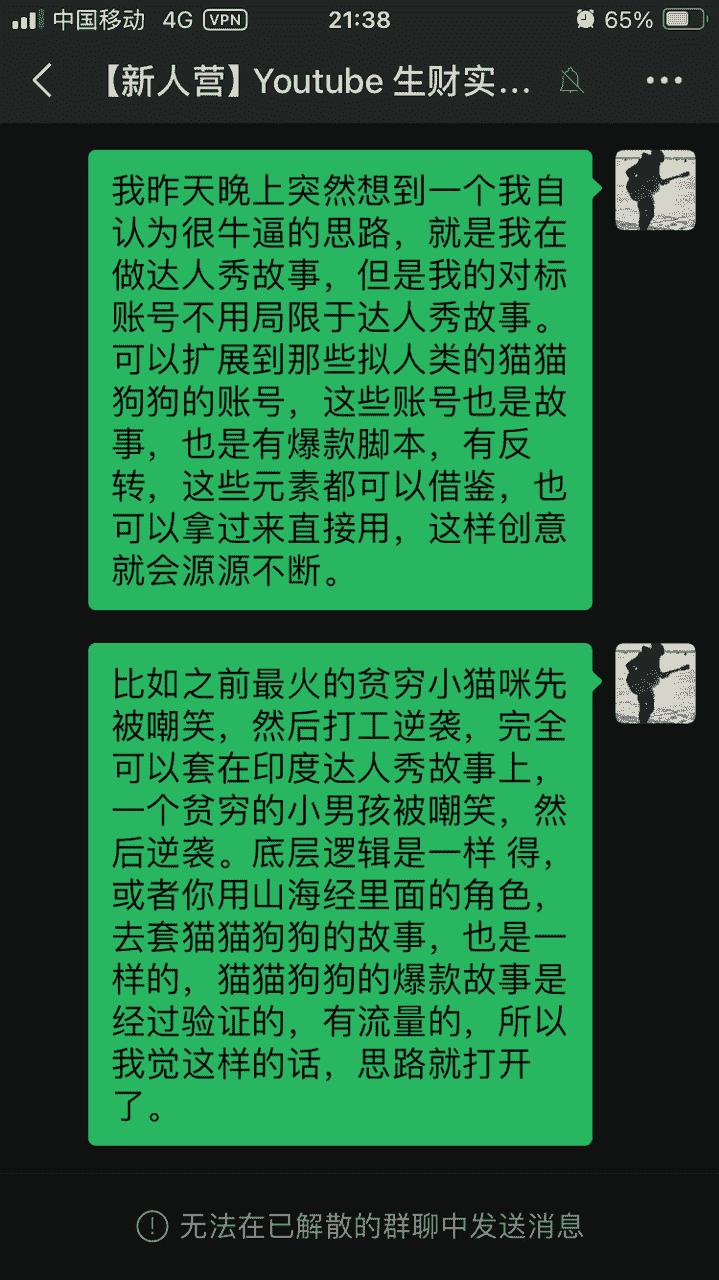 中国移动 4G VPN 21:38 65%
【新人营】Youtube 生财实...
我昨天晚上突然想到一个我自
认为很牛逼的思路，就是我在
做达人秀故事，但是我的对标
账号不用局限于达人秀故事。
可以扩展到那些拟人类的猫猫
狗狗的账号，这些账号也是故
事，也是有爆款脚本，有反
转，这些元素都可以借鉴，也
可以拿过来直接用，这样创意
就会源源不断。
比如之前最火的贫穷小猫咪先
被嘲笑，然后打工逆袭，完全
可以套在印度达人秀故事上，
一个贫穷的小男孩被嘲笑，然
后逆袭。底层逻辑是一样 得，
或者你用山海经里面的角色，
去套猫猫狗狗的故事，也是一
样的，猫猫狗狗的爆款故事是
经过验证的，有流量的，所以
我觉这样的话，思路就打开
了。
无法在已解散的群聊中发送消息